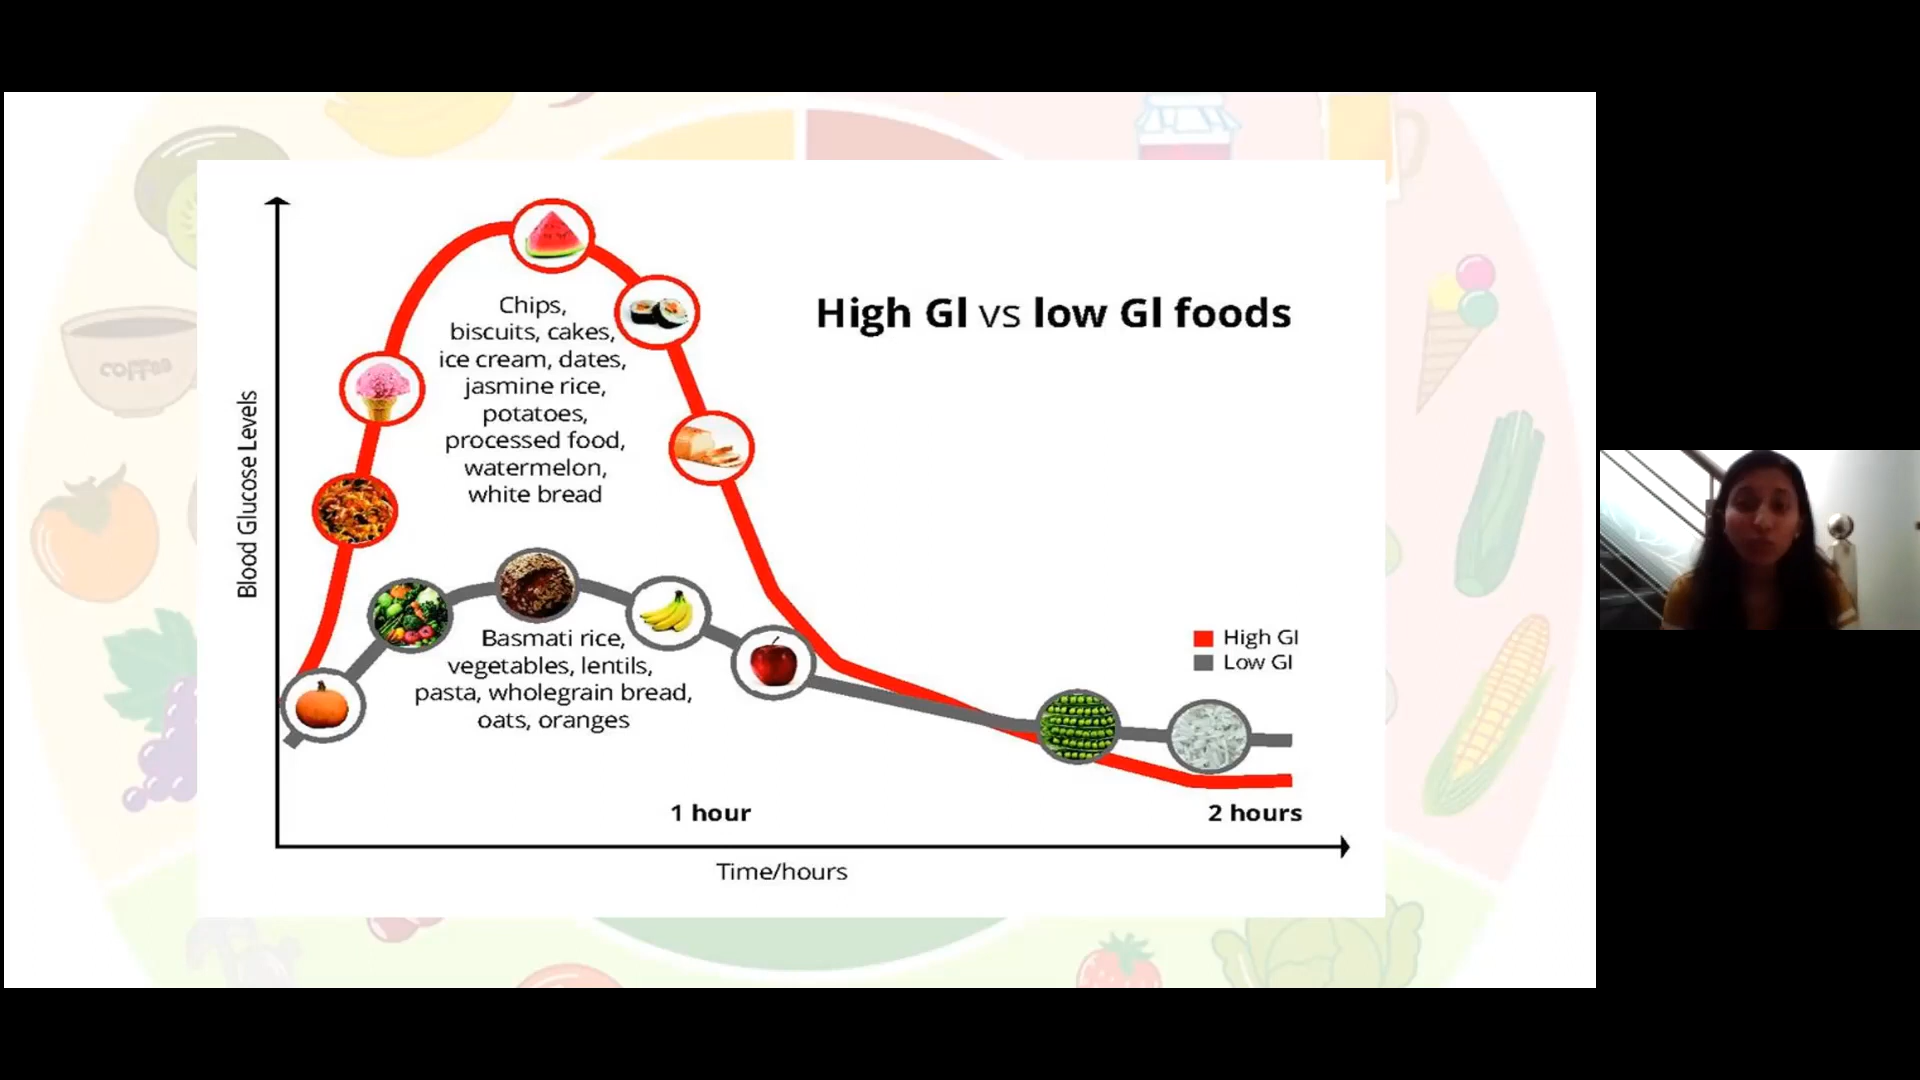 High GI vs low GI foods
Chips,
biscuits, cakes,
ice cream, dates,
jasmine rice,
potatoes,
processed food,
watermelon,
white bread
Blood Glucose Levels
Basmati rice,
vegetables, lentils,
pasta, wholegrain bread,
oats, oranges
High GI
Low GI
1 hour
2 hours
Time/hours
coffee